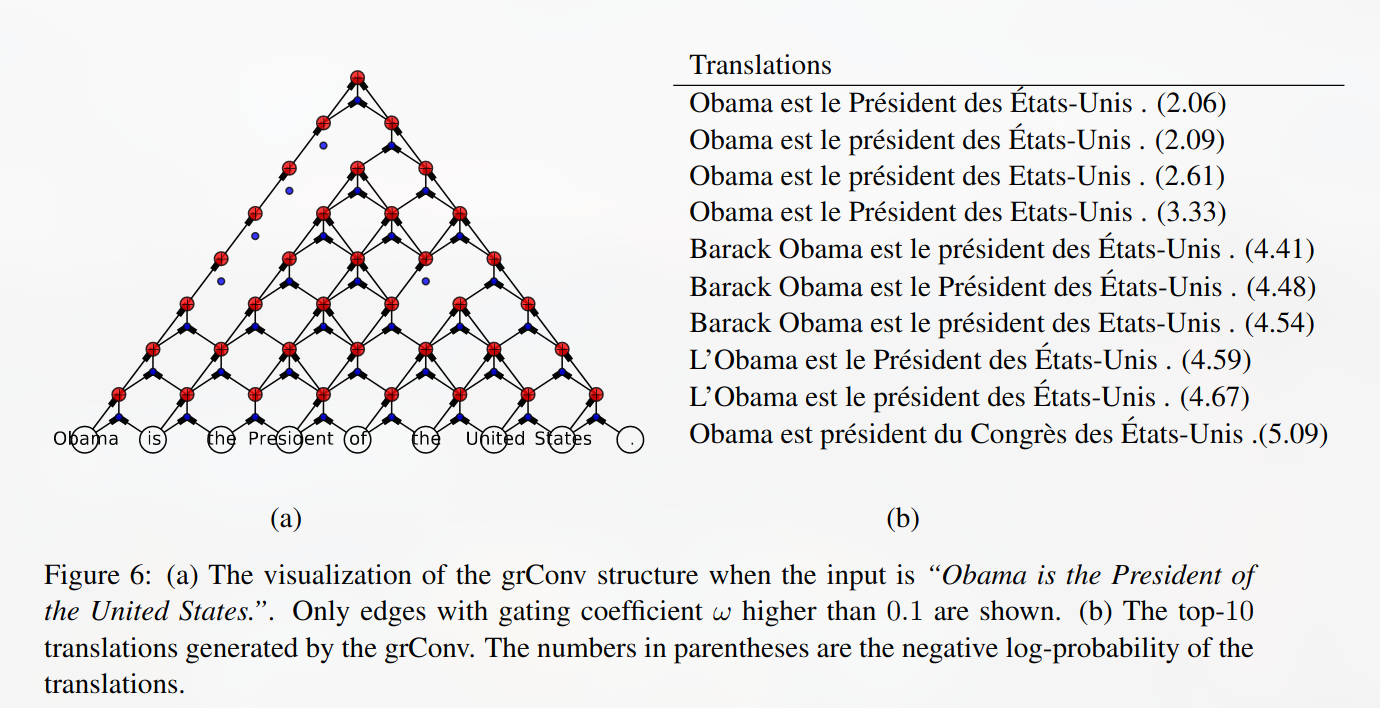 Translations
Obama est le Président des États-Unis . (2.06)
Obama est le président des États-Unis . (2.09)
Obama est le président des Etats-Unis . (2.61)
Obama est le Président des Etats-Unis . (3.33)
Barack Obama est le président des États-Unis . (4.41)
Barack Obama est le Président des États-Unis . (4.48)
Barack Obama est le président des Etats-Unis . (4.54)
L’Obama est le Président des États-Unis . (4.59)
L’Obama est le président des États-Unis . (4.67)
Obama est président du Congrès des États-Unis .(5.09)
Obama is the President of the United States .
(a)
(b)
Figure 6: (a) The visualization of the grConv structure when the input is “Obama is the President of
the United States.”. Only edges with gating coefficient ω higher than 0.1 are shown. (b) The top-10
translations generated by the grConv. The numbers in parentheses are the negative log-probability of the
translations.